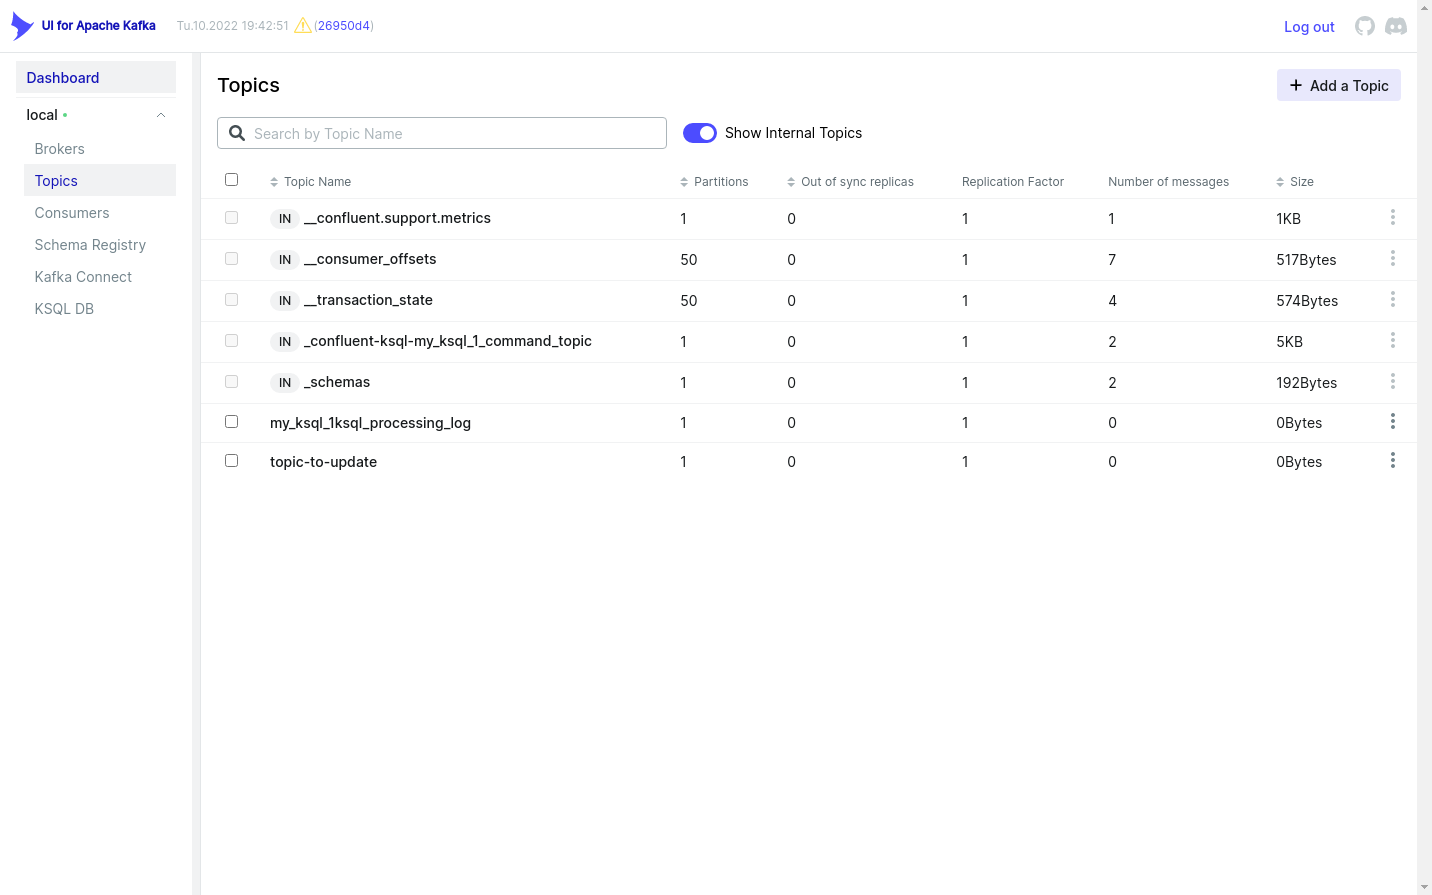 UI for Apache Kafka Tu.10.2022 19:42:51 (26950d4) Log out
Dashboard
local
Brokers
Topics
Consumers
Schema Registry
Kafka Connect
KSQL DB
Topics
+ Add a Topic
Search by Topic Name
Show Internal Topics
Topic Name Partitions Out of sync replicas Replication Factor Number of messages Size
IN __confluent.support.metrics 1 0 1 1 1KB
IN __consumer_offsets 50 0 1 7 517Bytes
IN __transaction_state 50 0 1 4 574Bytes
IN _confluent-ksql-my_ksql_1_command_topic 1 0 1 2 5KB
IN _schemas 1 0 1 2 192Bytes
my_ksql_1ksql_processing_log 1 0 1 0 0Bytes
topic-to-update 1 0 1 0 0Bytes